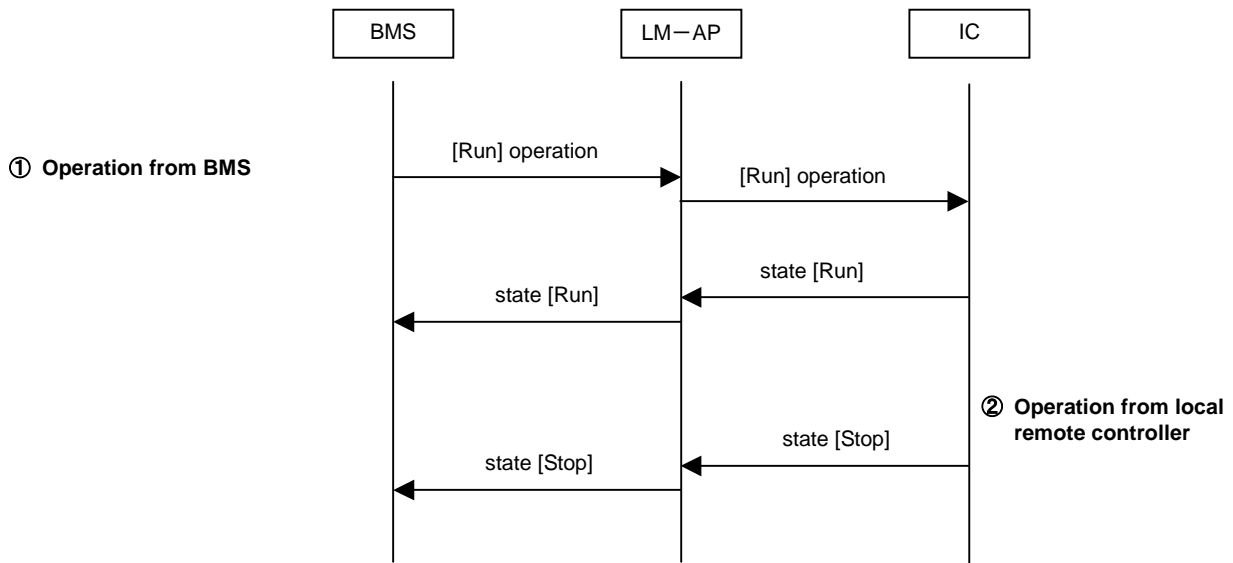 BMS
LM－AP
IC
① Operation from BMS
[Run] operation
[Run] operation
state [Run]
state [Run]
② Operation from local
remote controller
state [Stop]
state [Stop]